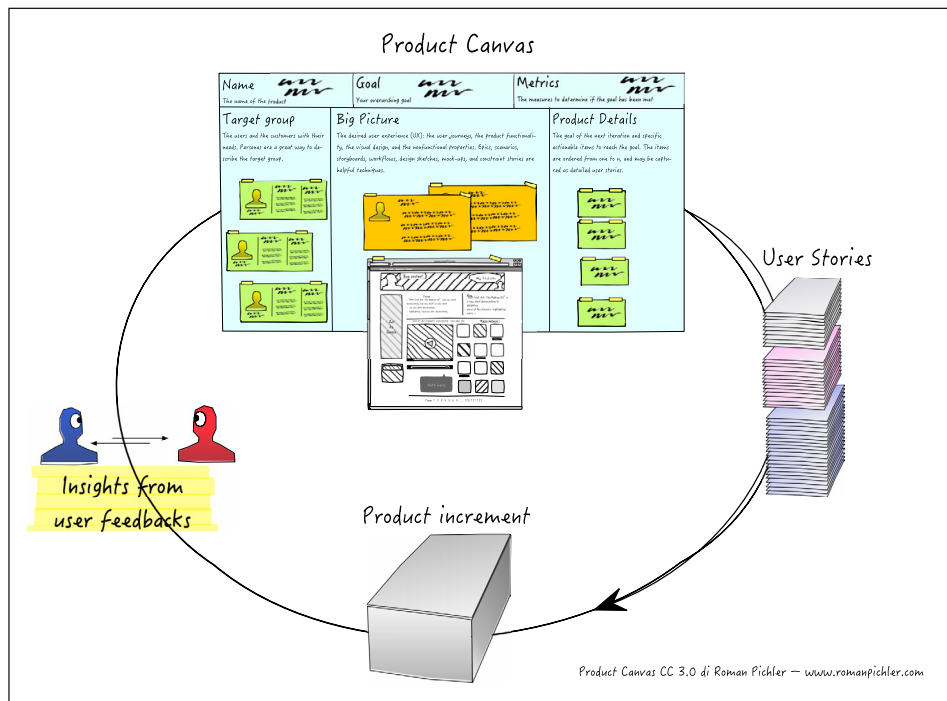 Product Canvas
Name
The name of the product
Goal
Your overarching goal
Metrics
The measures to determine if the goal has been met
Target group
The users and the customers with their
needs. Personas are a great way to de-
scribe the target group.
Big Picture
The desired user experience (UX): the user journeys, the product functionali-
ty, the visual design, and the nonfunctional properties. Epics, scenarios,
storyboards, workflows, design sketches, mock-ups, and constraint stories are
helpful techniques.
Product Details
The goal of the next iteration and specific
actionable items to reach the goal. The items
are ordered from one to n, and may be captu-
red as detailed user stories.
User Stories
Insights from
user feedbacks
Product increment
Product Canvas CC 3.0 di Roman Pichler – www.romanpichler.com